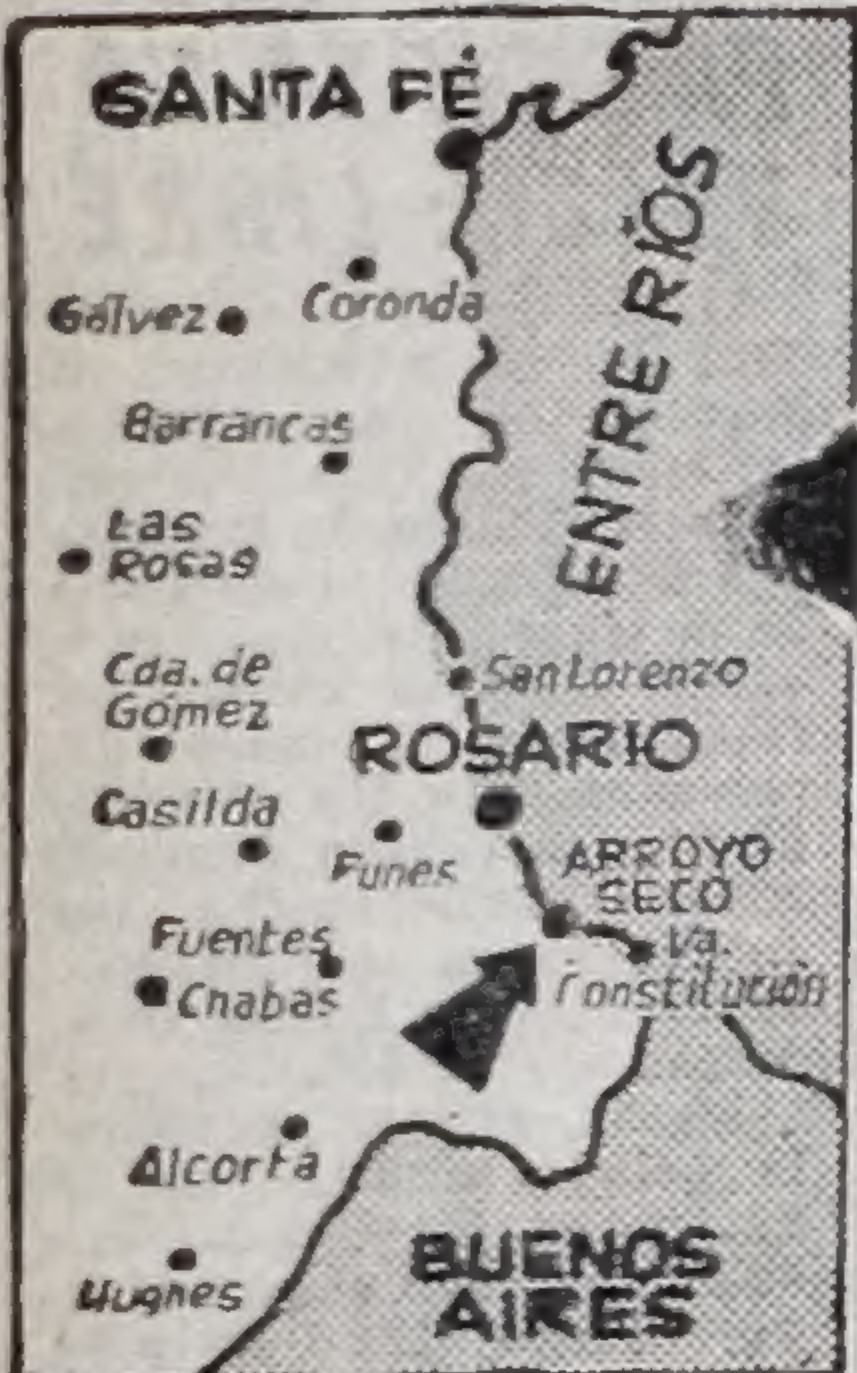 SANTA FÉ
Coronda
Gálvez
ENTRE RÍOS
Barrancas
Las
Rosas
San Lorenzo
Cda. de
Gómez
ROSARIO
Casilda
Funes
ARROYO
SECO
Va.
Constitución
Fuentes
Chabas
Alcorta
Hughes
BUENOS
AIRES